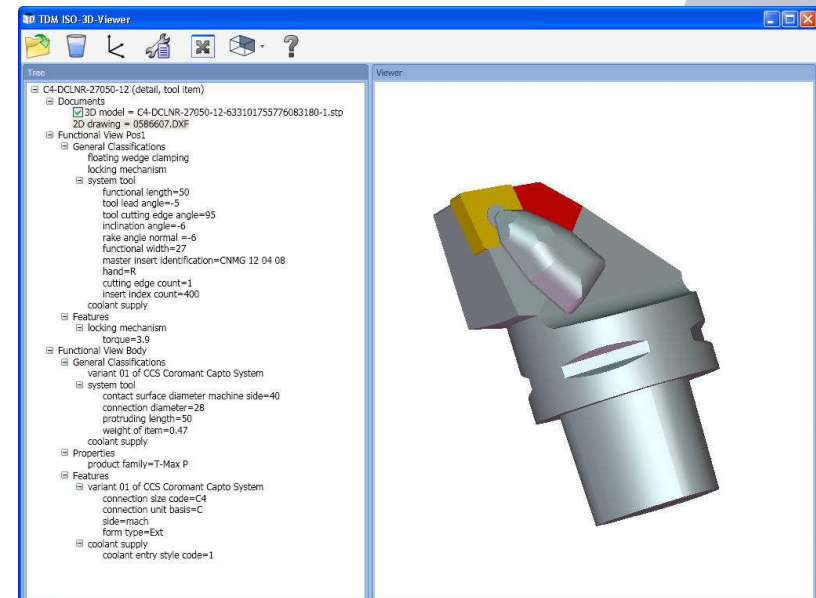 TDM ISO-3D-Viewer
Tree
Viewer
C4-DCLNR-27050-12 (detail, tool item)
Documents
3D model = C4-DCLNR-27050-12-633101755776083180-1.stp
2D drawing = 0586607.DXF
Functional View Pos1
General Classifications
floating wedge clamping
locking mechanism
system tool
functional length=50
tool lead angle=-5
tool cutting edge angle=95
inclination angle=-6
rake angle normal =-6
functional width=27
master insert identification=CNMG 12 04 08
hand=R
cutting edge count=1
insert index count=400
coolant supply
Features
locking mechanism
torque=3.9
Functional View Body
General Classifications
variant 01 of CCS Coromant Capto System
system tool
contact surface diameter machine side=40
connection diameter=28
protruding length=50
weight of item=0.47
coolant supply
Properties
product family=T-Max P
Features
variant 01 of CCS Coromant Capto System
connection size code=C4
connection unit basis=C
side=mach
form type=Ext
coolant supply
coolant entry style code=1